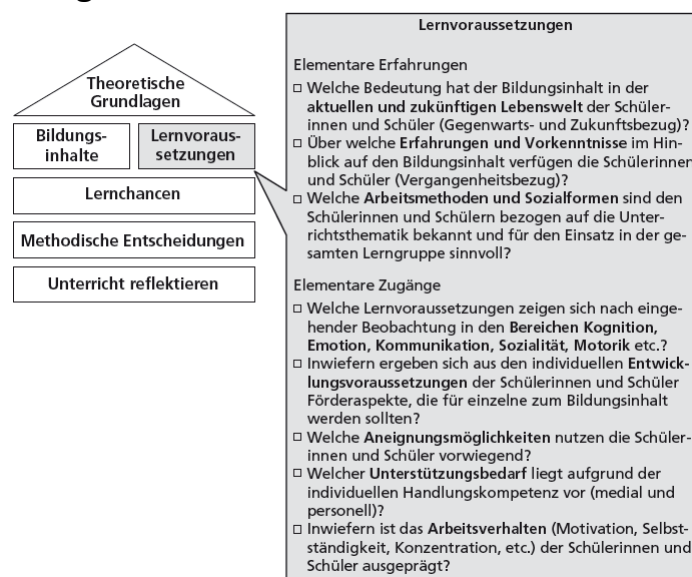 Theoretische
Grundlagen
Bildungs-
inhalte
Lernvoraus-
setzungen
Lernchancen
Methodische Entscheidungen
Unterricht reflektieren
Lernvoraussetzungen
Elementare Erfahrungen
□ Welche Bedeutung hat der Bildungsinhalt in der
aktuellen und zukünftigen Lebenswelt der Schüler-
innen und Schüler (Gegenwarts- und Zukunftsbezug)?
□ Über welche Erfahrungen und Vorkenntnisse im Hin-
blick auf den Bildungsinhalt verfügen die Schülerinnen
und Schüler (Vergangenheitsbezug)?
□ Welche Arbeitsmethoden und Sozialformen sind den
Schülerinnen und Schülern bezogen auf die Unter-
richtsthematik bekannt und für den Einsatz in der ge-
samten Lerngruppe sinnvoll?
Elementare Zugänge
□ Welche Lernvoraussetzungen zeigen sich nach einge-
hender Beobachtung in den Bereichen Kognition,
Emotion, Kommunikation, Sozialität, Motorik etc.?
□ Inwiefern ergeben sich aus den individuellen Entwick-
lungsvoraussetzungen der Schülerinnen und Schüler
Förderaspekte, die für einzelne zum Bildungsinhalt
werden sollten?
□ Welche Aneignungsmöglichkeiten nutzen die Schüler-
innen und Schüler vorwiegend?
□ Welcher Unterstützungsbedarf liegt aufgrund der
individuellen Handlungskompetenz vor (medial und
personell)?
□ Inwiefern ist das Arbeitsverhalten (Motivation, Selbst-
ständigkeit, Konzentration, etc.) der Schülerinnen und
Schüler ausgeprägt?